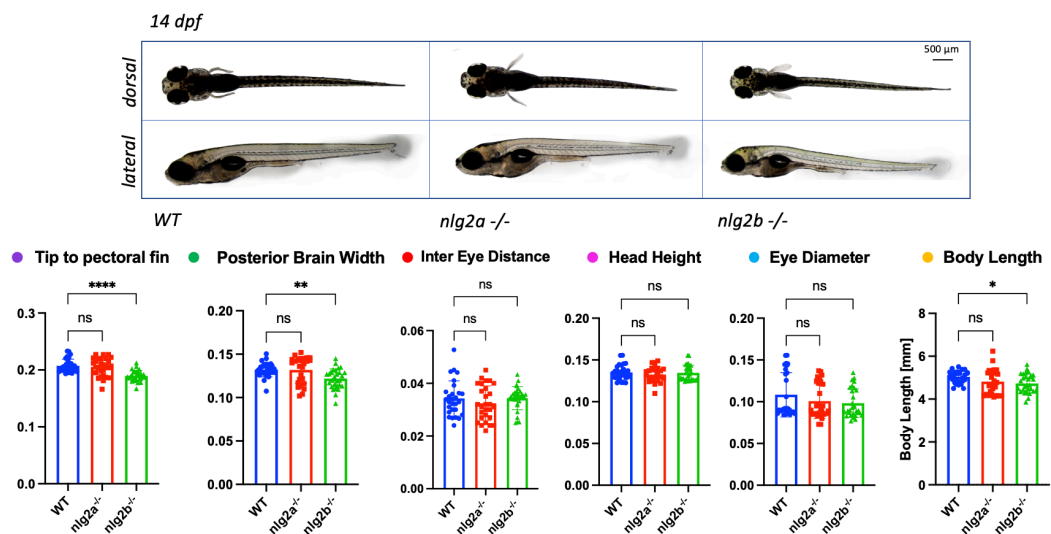 14 dpf
500 µm
dorsal
lateral
WT
nlg2a -/-
nlg2b -/-
Tip to pectoral fin
Posterior Brain Width
Inter Eye Distance
Head Height
Eye Diameter
Body Length
****
ns
0.3
0.2
0.1
0.0
WT
nlg2a-/-
nlg2b-/-
**
ns
0.20
0.15
0.10
0.05
0.00
WT
nlg2a-/-
nlg2b-/-
ns
ns
0.06
0.04
0.02
0.00
WT
nlg2a-/-
nlg2b-/-
ns
ns
0.20
0.15
0.10
0.05
0.00
WT
nlg2a-/-
nlg2b-/-
ns
ns
0.20
0.15
0.10
0.05
0.00
WT
nlg2a-/-
nlg2b-/-
*
ns
Body Length [mm]
8
6
4
2
0
WT
nlg2a-/-
nlg2b-/-